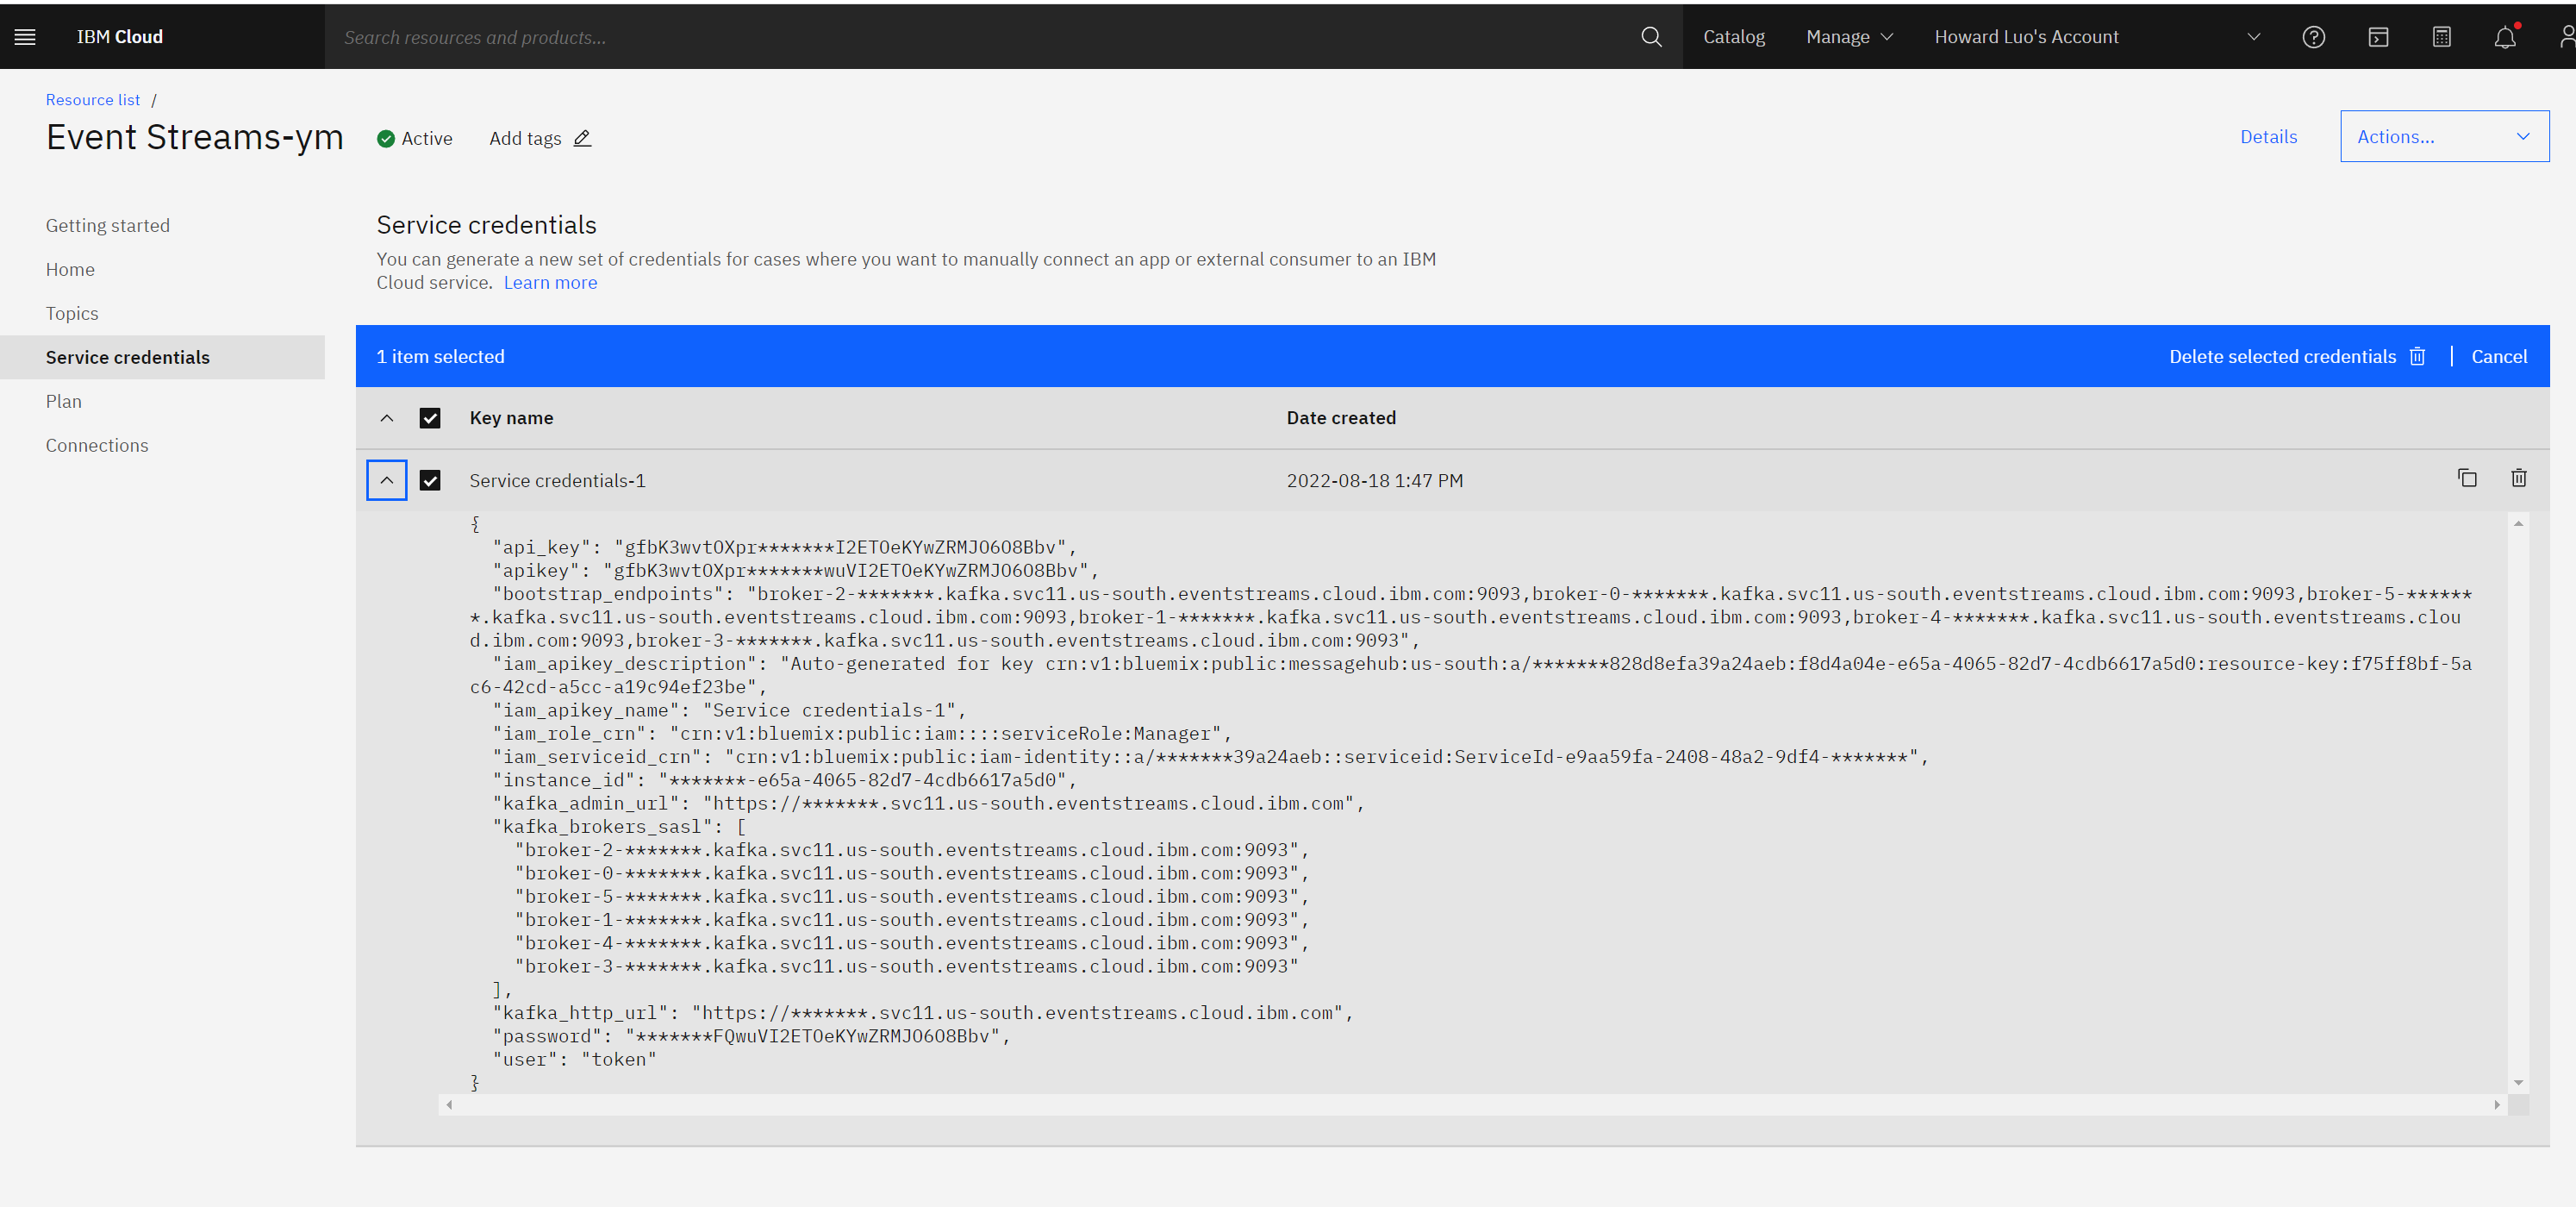 IBM Cloud
Search resources and products...
Catalog
Manage
Howard Luo's Account
Resource list /
Event Streams-ym
Active
Add tags
Details
Actions...
Getting started
Home
Topics
Service credentials
Plan
Connections
Service credentials
You can generate a new set of credentials for cases where you want to manually connect an app or external consumer to an IBM
Cloud service. Learn more
1 item selected
Delete selected credentials
Cancel
Key name
Date created
Service credentials-1
2022-08-18 1:47 PM
{
"api_key": "gfbK3wvtOXpr*******I2ETOeKYwZRMJO6O8Bbv",
"apikey": "gfbK3wvtOXpr*******wuVI2ETOeKYwZRMJO6O8Bbv",
"bootstrap_endpoints": "broker-2-*******.kafka.svc11.us-south.eventstreams.cloud.ibm.com:9093,broker-0-*******.kafka.svc11.us-south.eventstreams.cloud.ibm.com:9093,broker-5-******
*.kafka.svc11.us-south.eventstreams.cloud.ibm.com:9093,broker-1-*******.kafka.svc11.us-south.eventstreams.cloud.ibm.com:9093,broker-4-*******.kafka.svc11.us-south.eventstreams.clou
d.ibm.com:9093,broker-3-*******.kafka.svc11.us-south.eventstreams.cloud.ibm.com:9093",
"iam_apikey_description": "Auto-generated for key crn:v1:bluemix:public:messagehub:us-south:a/*******828d8efa39a24aeb:f8d4a04e-e65a-4065-82d7-4cdb6617a5d0:resource-key:f75ff8bf-5a
c6-42cd-a5cc-a19c94ef23be",
"iam_apikey_name": "Service credentials-1",
"iam_role_crn": "crn:v1:bluemix:public:iam::::serviceRole:Manager",
"iam_serviceid_crn": "crn:v1:bluemix:public:iam-identity::a/*******39a24aeb::serviceid:ServiceId-e9aa59fa-2408-48a2-9df4-*******",
"instance_id": "*******-e65a-4065-82d7-4cdb6617a5d0",
"kafka_admin_url": "https://*******.svc11.us-south.eventstreams.cloud.ibm.com",
"kafka_brokers_sasl": [
"broker-2-*******.kafka.svc11.us-south.eventstreams.cloud.ibm.com:9093",
"broker-0-*******.kafka.svc11.us-south.eventstreams.cloud.ibm.com:9093",
"broker-5-*******.kafka.svc11.us-south.eventstreams.cloud.ibm.com:9093",
"broker-1-*******.kafka.svc11.us-south.eventstreams.cloud.ibm.com:9093",
"broker-4-*******.kafka.svc11.us-south.eventstreams.cloud.ibm.com:9093",
"broker-3-*******.kafka.svc11.us-south.eventstreams.cloud.ibm.com:9093"
],
"kafka_http_url": "https://*******.svc11.us-south.eventstreams.cloud.ibm.com",
"password": "*******FQwuVI2ETOeKYwZRMJO6O8Bbv",
"user": "token"
}